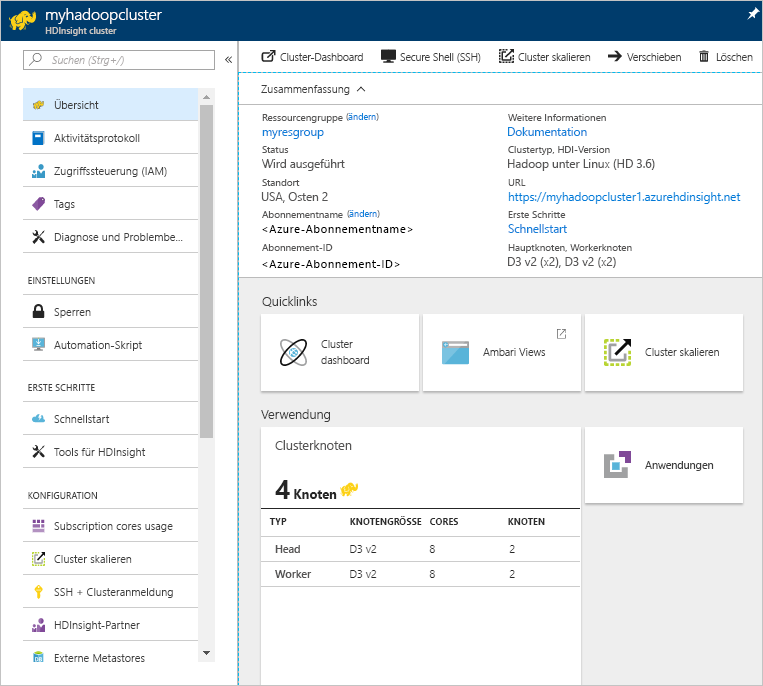 myhadoopcluster
HDInsight cluster
Suchen (Strg+/)
«
Übersicht
Aktivitätsprotokoll
Zugriffssteuerung (IAM)
Tags
Diagnose und Problembe...
EINSTELLUNGEN
Sperren
Automation-Skript
ERSTE SCHRITTE
Schnellstart
Tools für HDInsight
KONFIGURATION
Subscription cores usage
Cluster skalieren
SSH + Clusteranmeldung
HDInsight-Partner
Externe Metastores
Cluster-Dashboard Secure Shell (SSH) Cluster skalieren Verschieben Löschen
Zusammenfassung
Ressourcengruppe (ändern)
myresgroup
Status
Wird ausgeführt
Standort
USA, Osten 2
Abonnementname (ändern)
<Azure-Abonnementname>
Abonnement-ID
<Azure-Abonnement-ID>
Weitere Informationen
Dokumentation
Clustertyp, HDI-Version
Hadoop unter Linux (HD 3.6)
URL
https://myhadoopcluster1.azurehdinsight.net
Erste Schritte
Schnellstart
Hauptknoten, Workerknoten
D3 v2 (x2), D3 v2 (x2)
Quicklinks
Cluster
dashboard
Ambari Views
Cluster skalieren
Verwendung
Clusterknoten
4 Knoten
TYP KNOTENGRÖSSE CORES KNOTEN
Head D3 v2 8 2
Worker D3 v2 8 2
Anwendungen